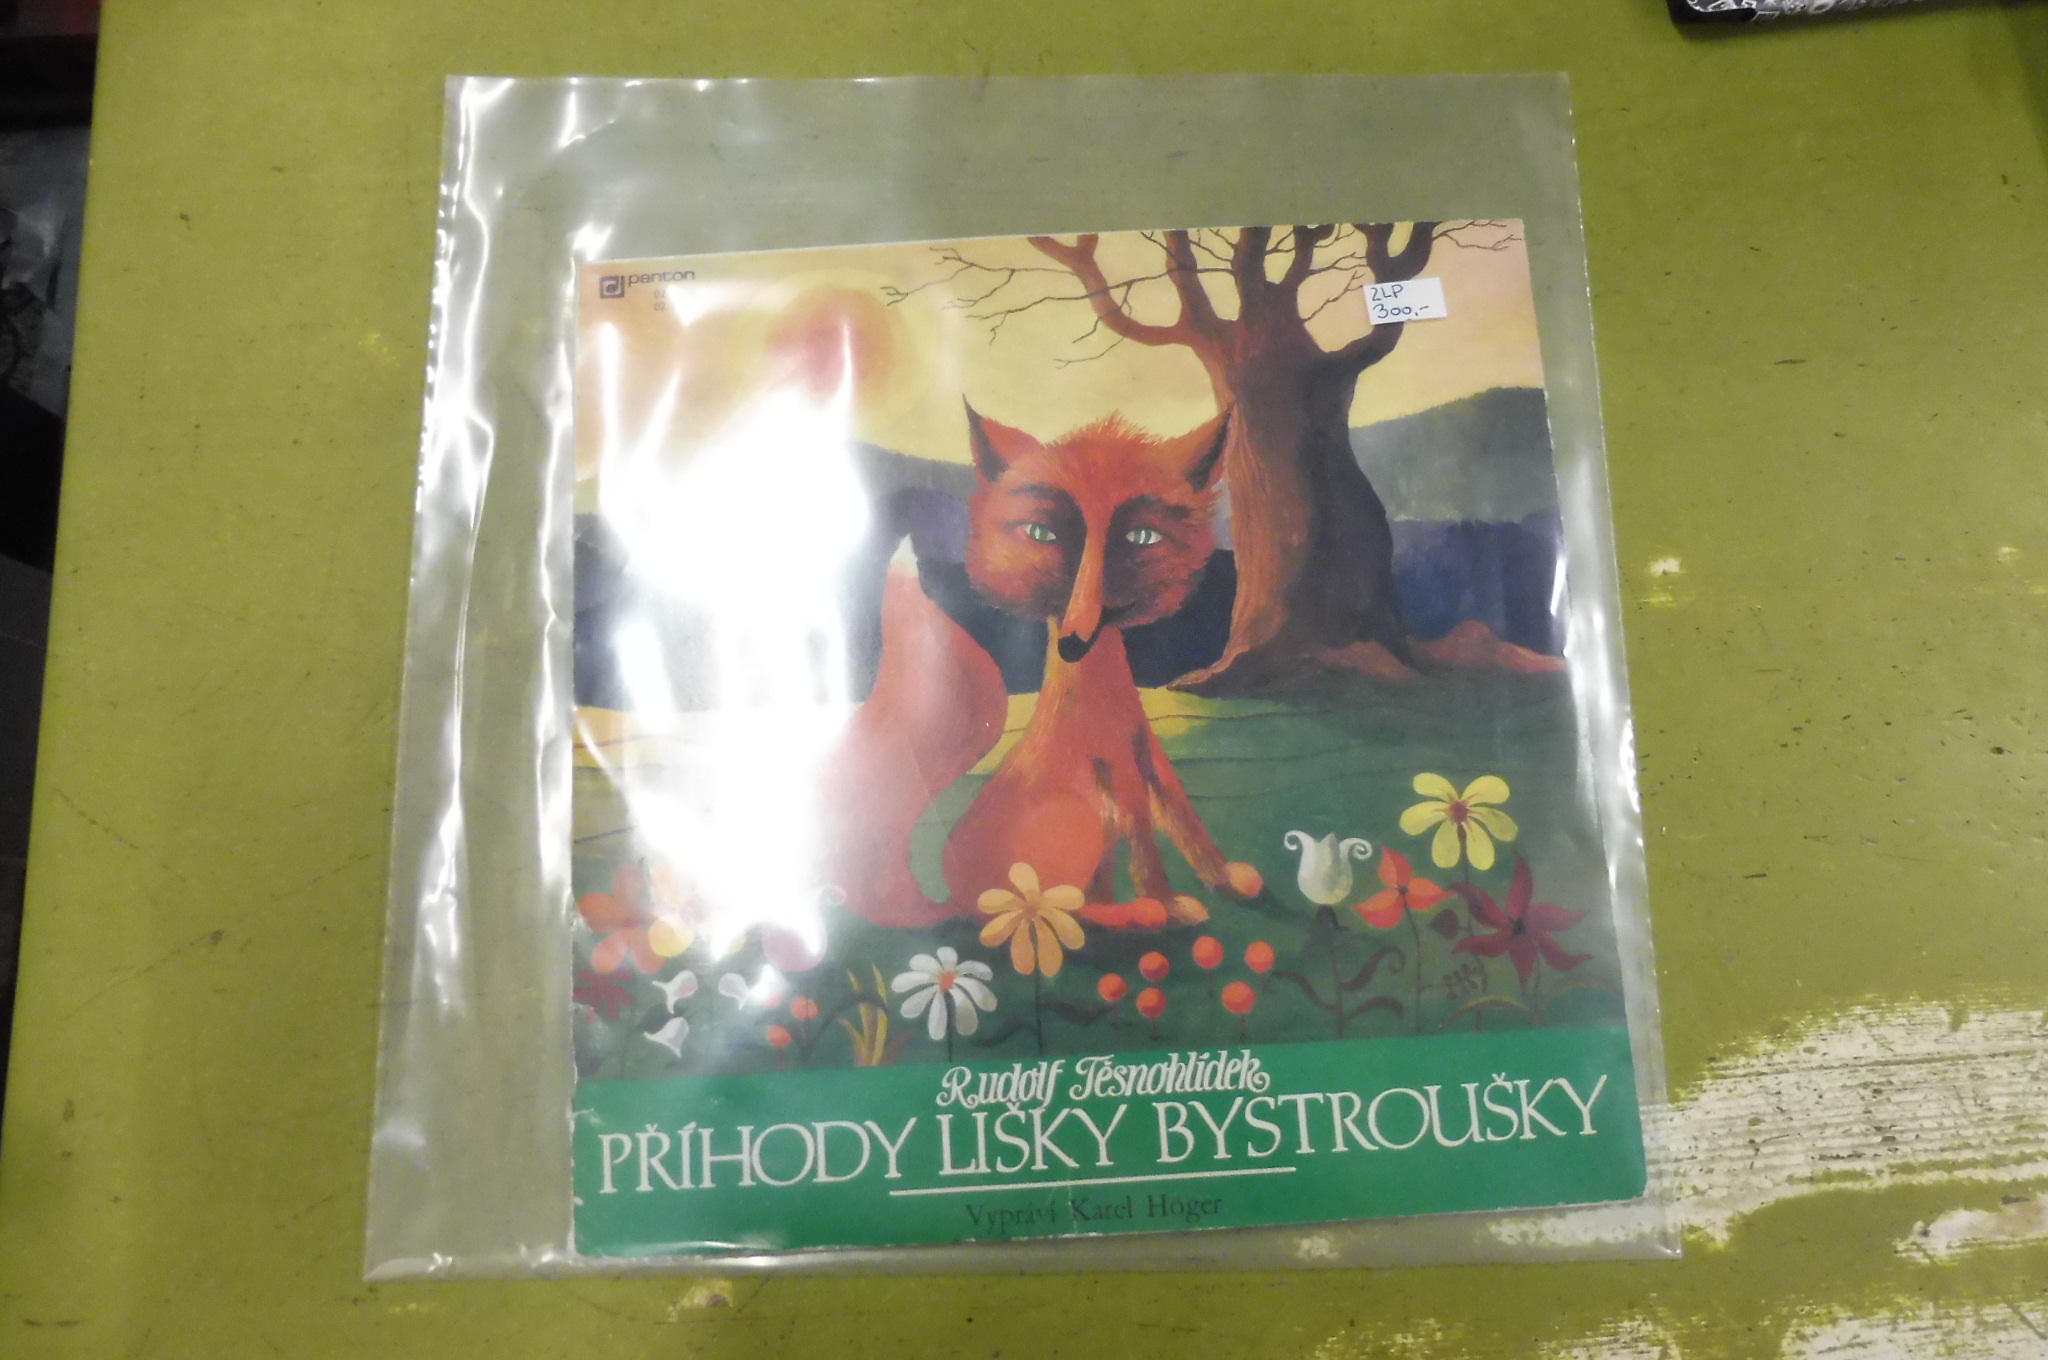 panton
2LP
300,-
Rudolf Těsnohlídek
PŘÍHODY LIŠKY BYSTROUŠKY
Vypráví Karel Höger